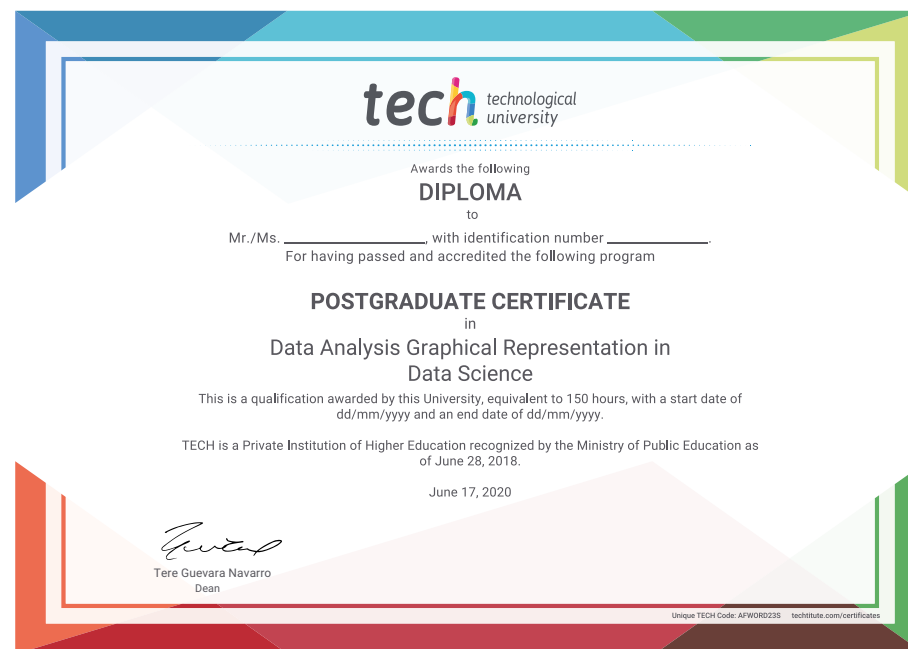 tech technological
university
Awards the following
DIPLOMA
to
Mr./Ms. ____________________, with identification number ______________.
For having passed and accredited the following program
POSTGRADUATE CERTIFICATE
in
Data Analysis Graphical Representation in
Data Science
This is a qualification awarded by this University, equivalent to 150 hours, with a start date of
dd/mm/yyyy and an end date of dd/mm/yyyy.
TECH is a Private Institution of Higher Education recognized by the Ministry of Public Education as
of June 28, 2018.
June 17, 2020
Tere Guevara Navarro
Dean
Unique TECH Code: AFWORD23S techtitute.com/certificates